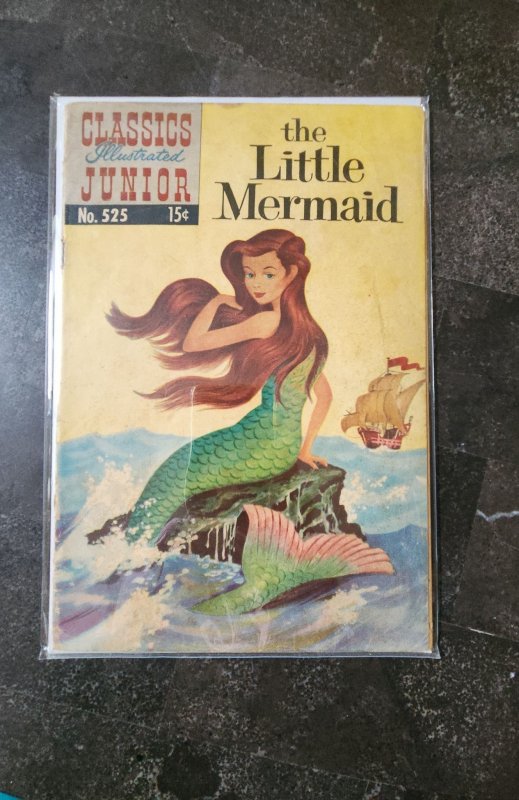 CLASSICS
Illustrated
JUNIOR
No. 525 15¢
the
Little
Mermaid